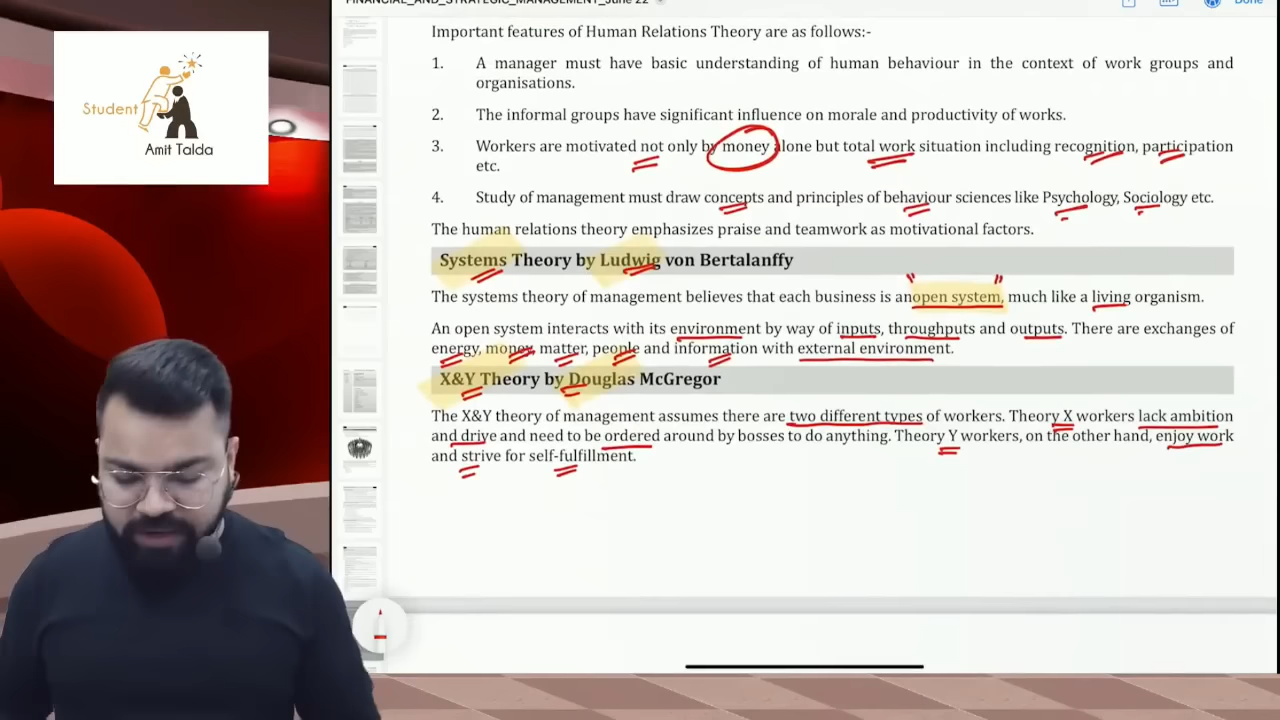 FINANCIAL_AND_STRATEGIC_MANAGEMENT_June 22
Done
Student
Amit Talda
Important features of Human Relations Theory are as follows:-
1. A manager must have basic understanding of human behaviour in the context of work groups and
organisations.
2. The informal groups have significant influence on morale and productivity of works.
3. Workers are motivated not only by money alone but total work situation including recognition, participation
etc.
4. Study of management must draw concepts and principles of behaviour sciences like Psychology, Sociology etc.
The human relations theory emphasizes praise and teamwork as motivational factors.
Systems Theory by Ludwig von Bertalanffy
The systems theory of management believes that each business is anopen system, much like a living organism.
An open system interacts with its environment by way of inputs, throughputs and outputs. There are exchanges of
energy, money, matter, people and information with external environment.
X&Y Theory by Douglas McGregor
The X&Y theory of management assumes there are two different types of workers. Theory X workers lack ambition
and drive and need to be ordered around by bosses to do anything. Theory Y workers, on the other hand, enjoy work
and strive for self-fulfillment.